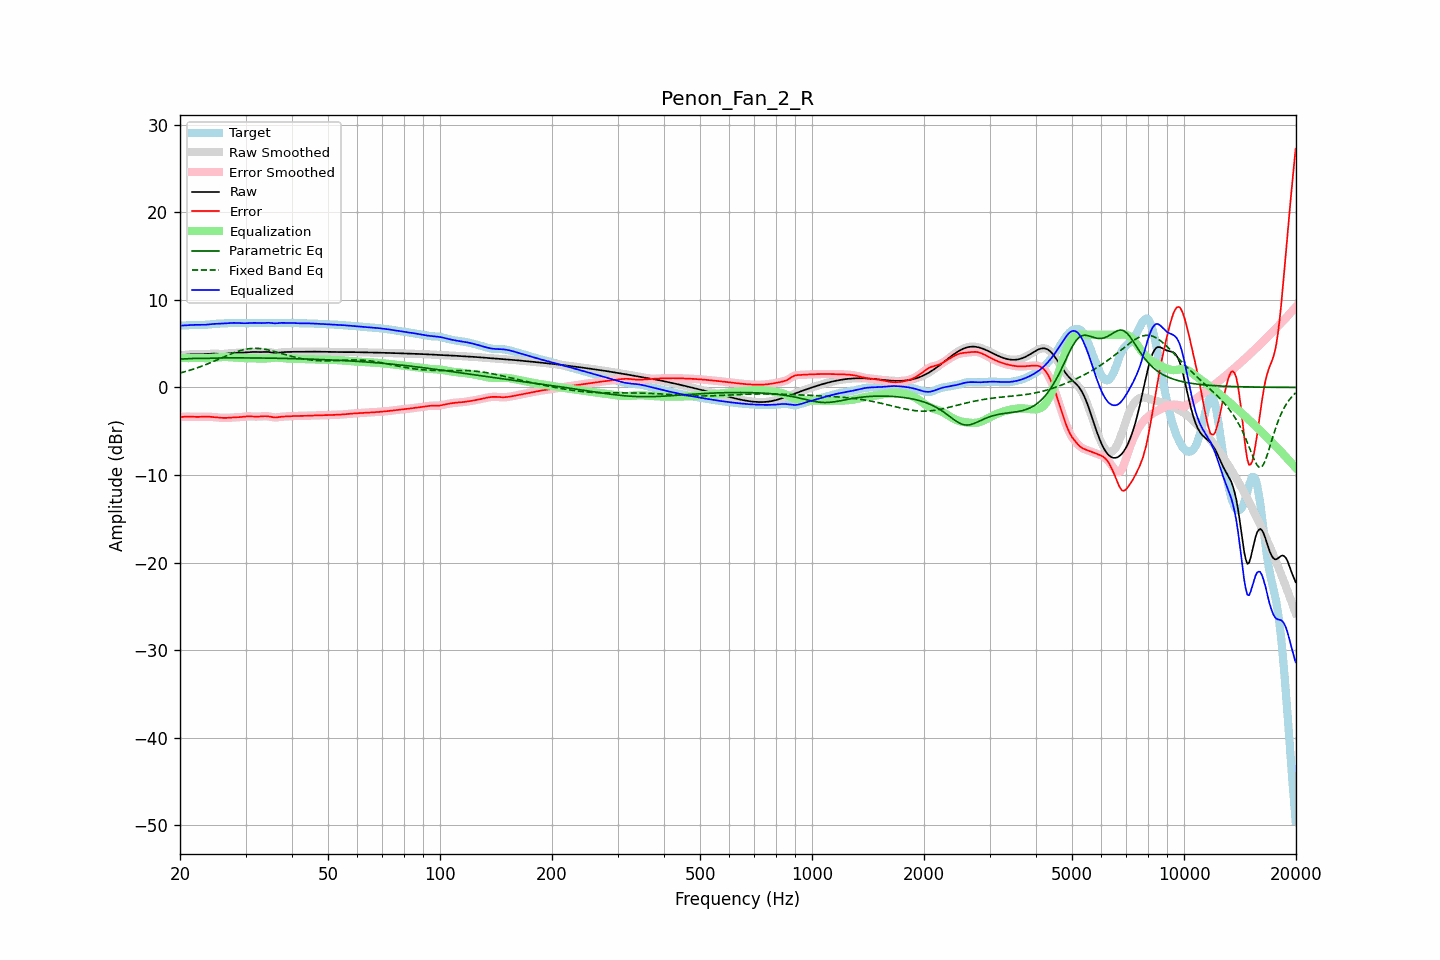 Penon_Fan_2_R
Target
Raw Smoothed
Error Smoothed
Raw
Error
Equalization
Parametric Eq
Fixed Band Eq
Equalized
30
20
10
0
−10
−20
−30
−40
−50
Amplitude (dBr)
20
50
100
200
500
1000
2000
5000
10000
20000
Frequency (Hz)